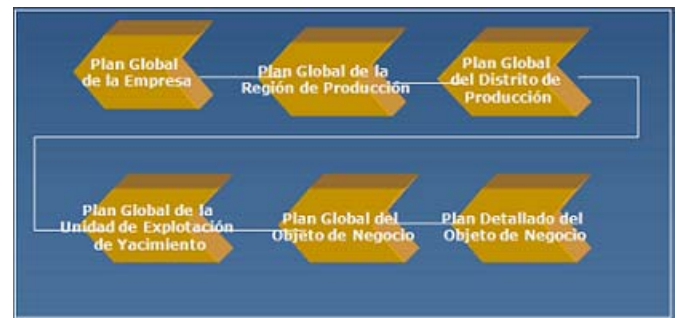 Plan Global
de la Empresa
Plan Global de la
Región de Producción
Plan Global
del Distrito de
Producción
Plan Global de la
Unidad de Explotación
de Yacimiento
Plan Global del
Objeto de Negocio
Plan Detallado del
Objeto de Negocio